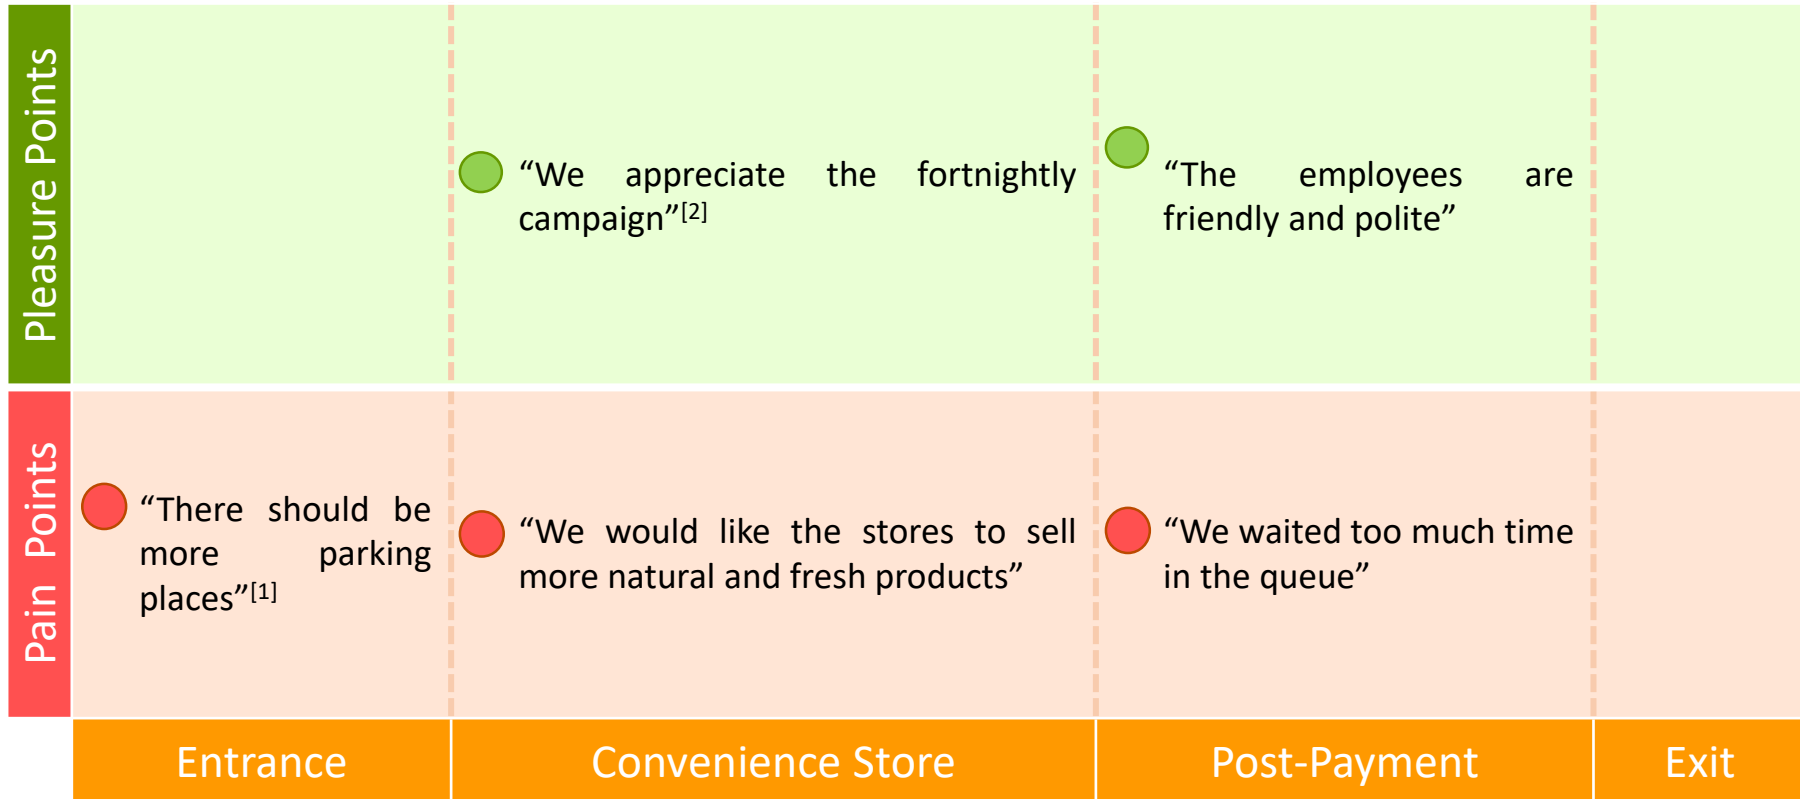 Pleasure Points
“We appreciate the fortnightly
campaign”[2]
“The employees are
friendly and polite”
Pain Points
“There should be
more parking
places”[1]
“We would like the stores to sell
more natural and fresh products”
“We waited too much time
in the queue”
Entrance
Convenience Store
Post-Payment
Exit